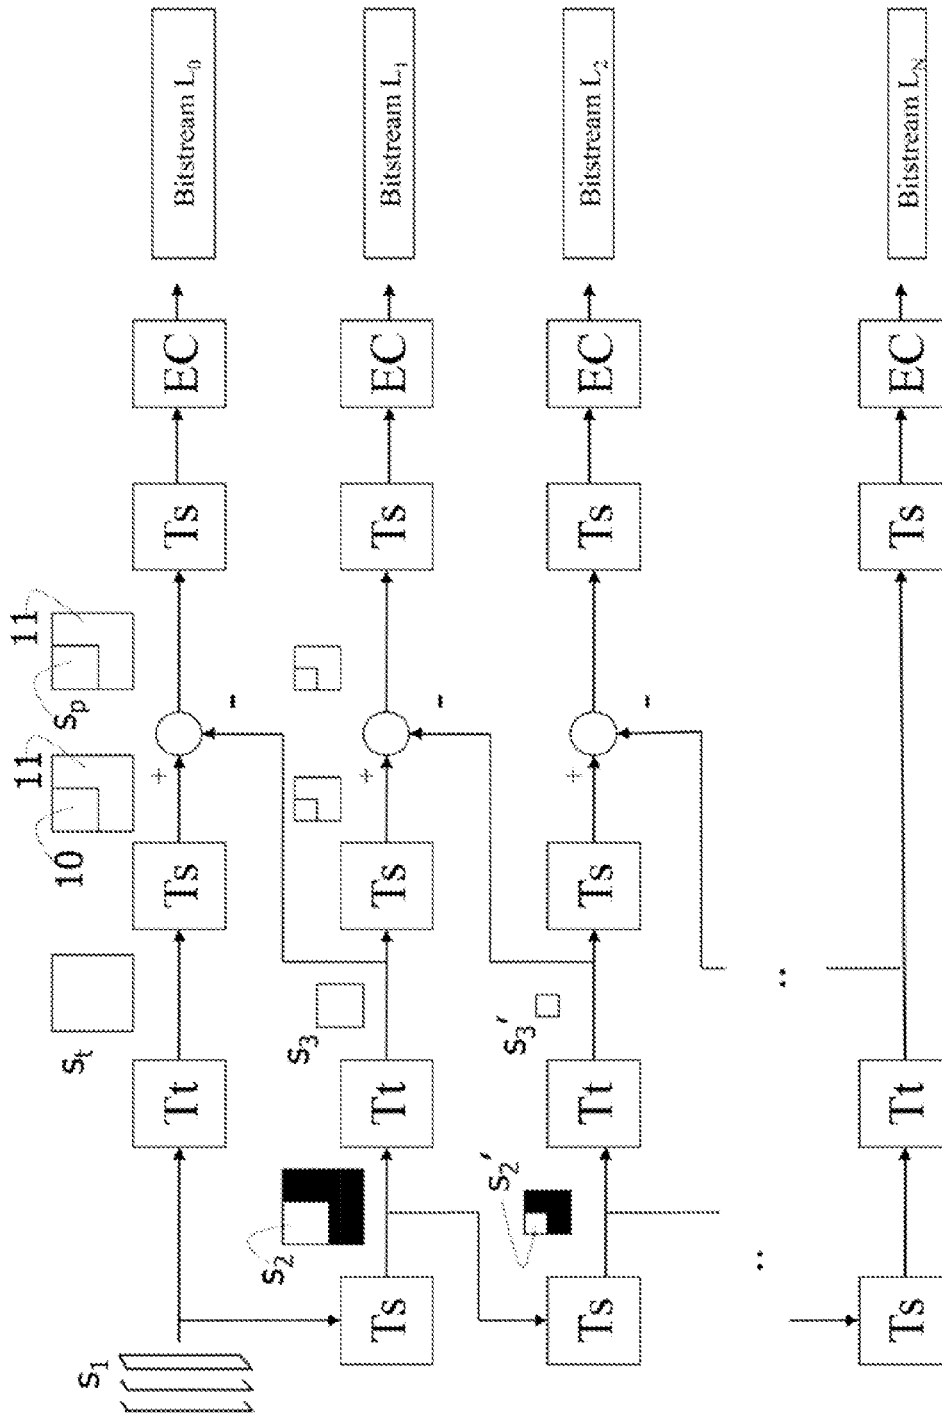 11 11
S₁ Sₜ 10 Sₚ
+
Tt Ts Ts EC Bitstream L₀
-
S₂ S₃
+
Ts Tt Ts Ts EC Bitstream L₁
-
S₂′ S₃′
+
Ts Tt Ts Ts EC Bitstream L₂
-
.. ..
Ts Tt Ts EC Bitstream L_N